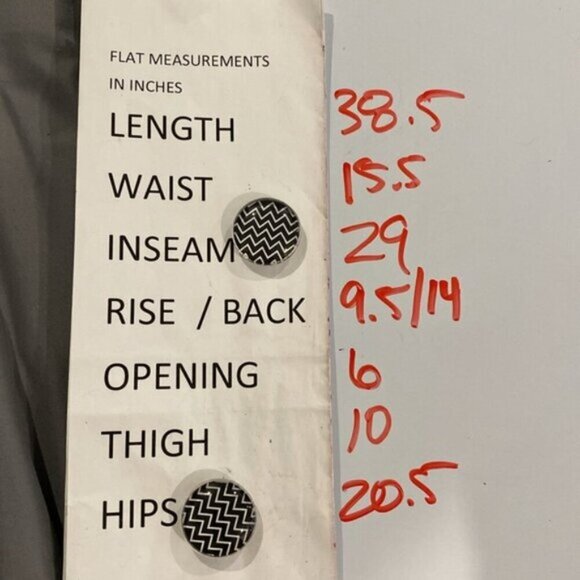 FLAT MEASUREMENTS
IN INCHES
LENGTH 38.5
WAIST 15.5
INSEAM 29
RISE / BACK 9.5/14
OPENING 6
THIGH 10
HIPS 20.5